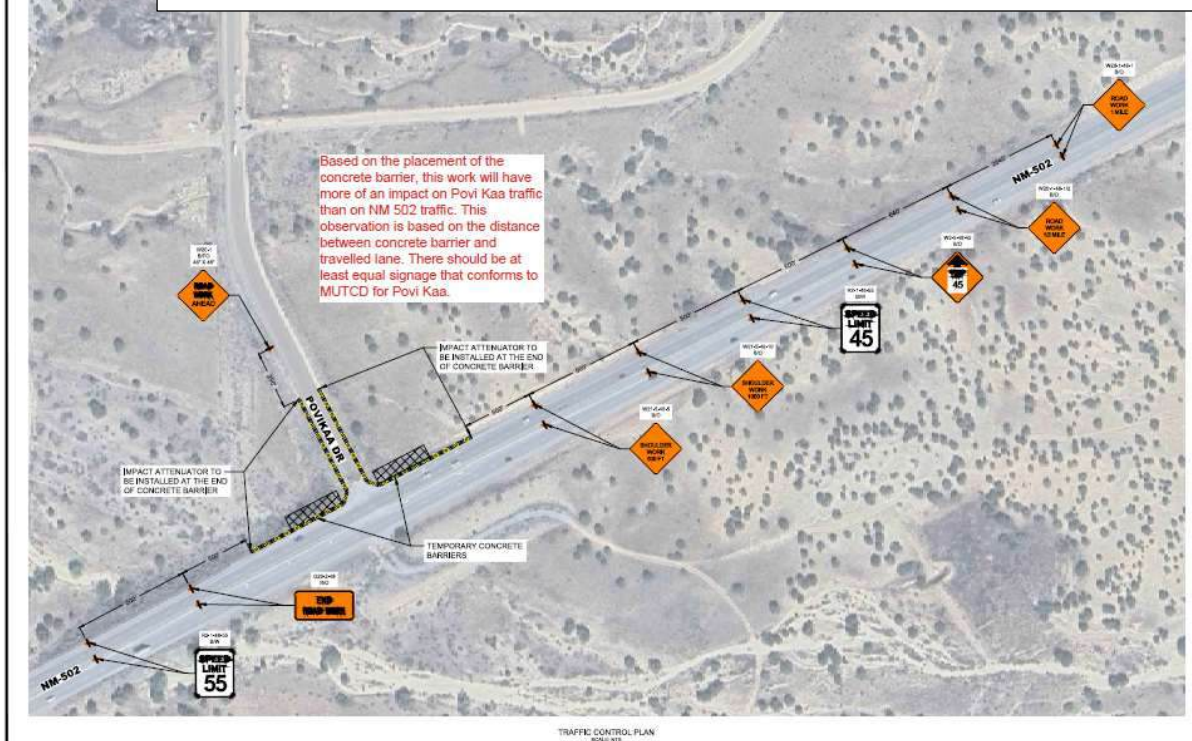 ROAD
WORK
1 MILE
NM-502
ROAD
WORK
1/2 MILE
45
SPEED
LIMIT
45
SHOULDER
WORK
1000 FT
SHOULDER
WORK
500 FT
Based on the placement of the
concrete barrier, this work will have
more of an impact on Povi Kaa traffic
than on NM 502 traffic. This
observation is based on the distance
between concrete barrier and
travelled lane. There should be at
least equal signage that conforms to
MUTCD for Povi Kaa.
ROAD
WORK
AHEAD
IMPACT ATTENUATOR TO
BE INSTALLED AT THE END
OF CONCRETE BARRIER
POVIKAA DR
IMPACT ATTENUATOR TO
BE INSTALLED AT THE END
OF CONCRETE BARRIER
TEMPORARY CONCRETE
BARRIERS
END
ROAD WORK
SPEED
LIMIT
55
NM-502
TRAFFIC CONTROL PLAN